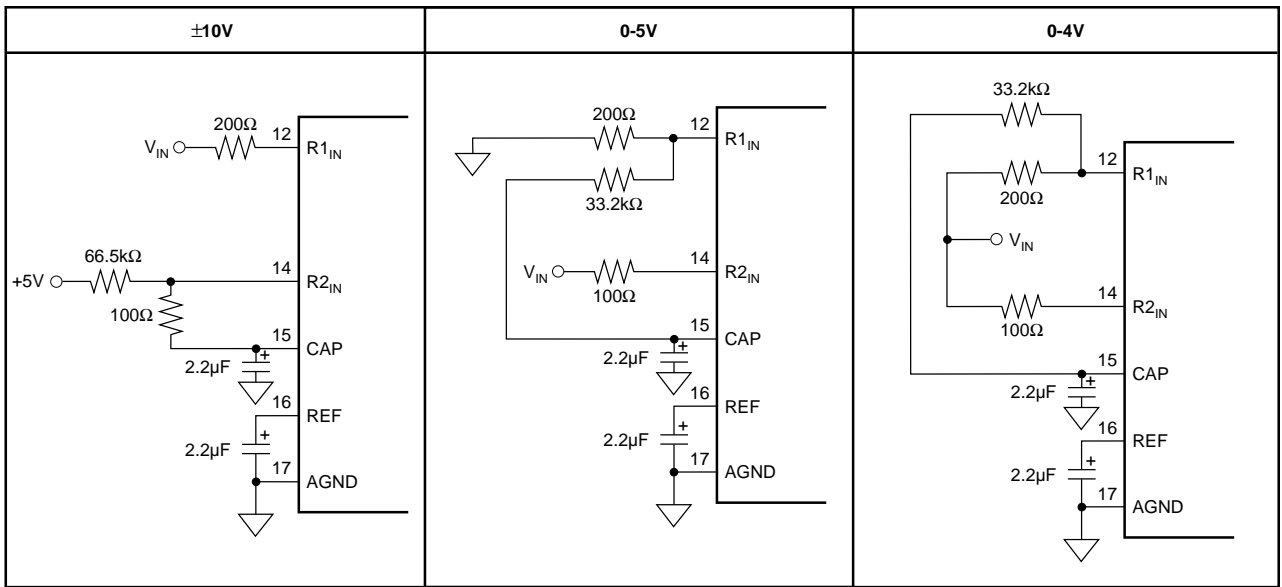 ±10V
200Ω
12
V_IN
R1_IN
66.5kΩ
14
+5V
R2_IN
100Ω
15
CAP
+
2.2µF
16
REF
+
2.2µF
17
AGND
0-5V
200Ω
12
R1_IN
33.2kΩ
14
V_IN
R2_IN
100Ω
15
CAP
+
2.2µF
16
REF
+
2.2µF
17
AGND
0-4V
33.2kΩ
12
R1_IN
200Ω
V_IN
14
R2_IN
100Ω
15
CAP
+
2.2µF
16
REF
+
2.2µF
17
AGND